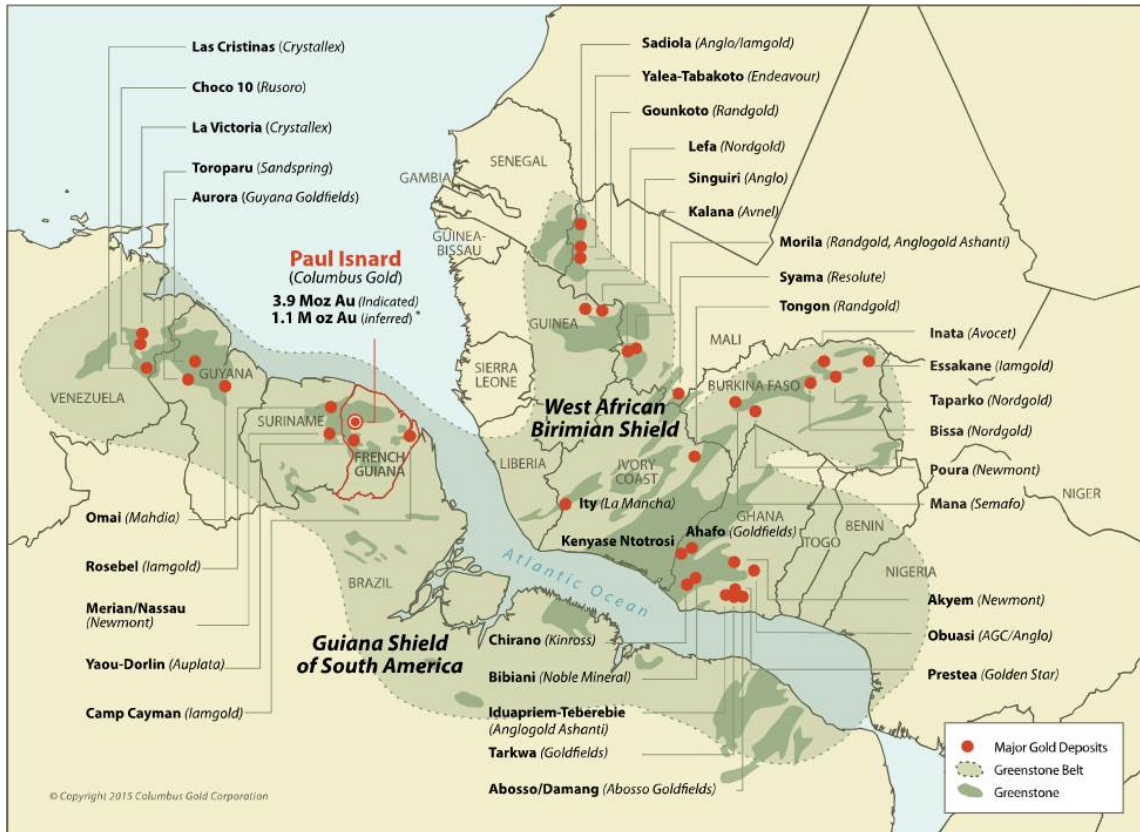 Las Cristinas (Crystallex)
Choco 10 (Rusoro)
La Victoria (Crystallex)
Toroparu (Sandspring)
Aurora (Guyana Goldfields)
Paul Isnard
(Columbus Gold)
3.9 Moz Au (Indicated)
1.1 M oz Au (inferred) *
Sadiola (Anglo/Iamgold)
Yalea-Tabakoto (Endeavour)
Gounkoto (Randgold)
Lefa (Nordgold)
Singuiri (Anglo)
Kalana (Avnel)
Morila (Randgold, Anglogold Ashanti)
Syama (Resolute)
Tongon (Randgold)
Inata (Avocet)
Essakane (Iamgold)
Taparko (Nordgold)
Bissa (Nordgold)
Poura (Newmont)
Mana (Semafo)
SENEGAL
GAMBIA
GUINEA-
BISSAU
GUINEA
SIERRA
LEONE
MALI
BURKINA FASO
West African
Birimian Shield
LIBERIA
IVORY
COAST
GHANA
TOGO
BENIN
NIGER
NIGERIA
VENEZUELA
GUYANA
SURINAME
FRENCH
GUIANA
BRAZIL
Ity (La Mancha)
Ahafo (Goldfields)
Kenyase Ntotrosi
Atlantic Ocean
Guiana Shield
of South America
Omai (Mahdia)
Rosebel (Iamgold)
Merian/Nassau
(Newmont)
Yaou-Dorlin (Auplata)
Camp Cayman (Iamgold)
Chirano (Kinross)
Bibiani (Noble Mineral)
Iduapriem-Teberebie
(Anglogold Ashanti)
Tarkwa (Goldfields)
Abosso/Damang (Abosso Goldfields)
Akyem (Newmont)
Obuasi (AGC/Anglo)
Prestea (Golden Star)
Major Gold Deposits
Greenstone Belt
Greenstone
© Copyright 2015 Columbus Gold Corporation